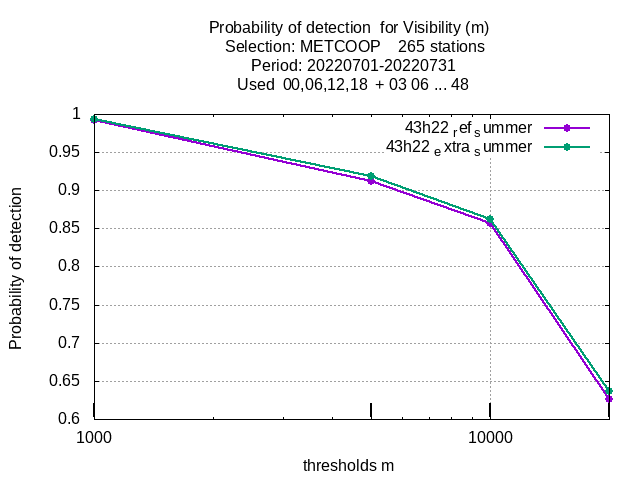 Probability of detection for Visibility (m)
Selection: METCOOP 265 stations
Period: 20220701-20220731
Used 00,06,12,18 + 03 06 ... 48
43h22 ref summer
43h22 extra summer
Probability of detection
1
0.95
0.9
0.85
0.8
0.75
0.7
0.65
0.6
1000
10000
thresholds m